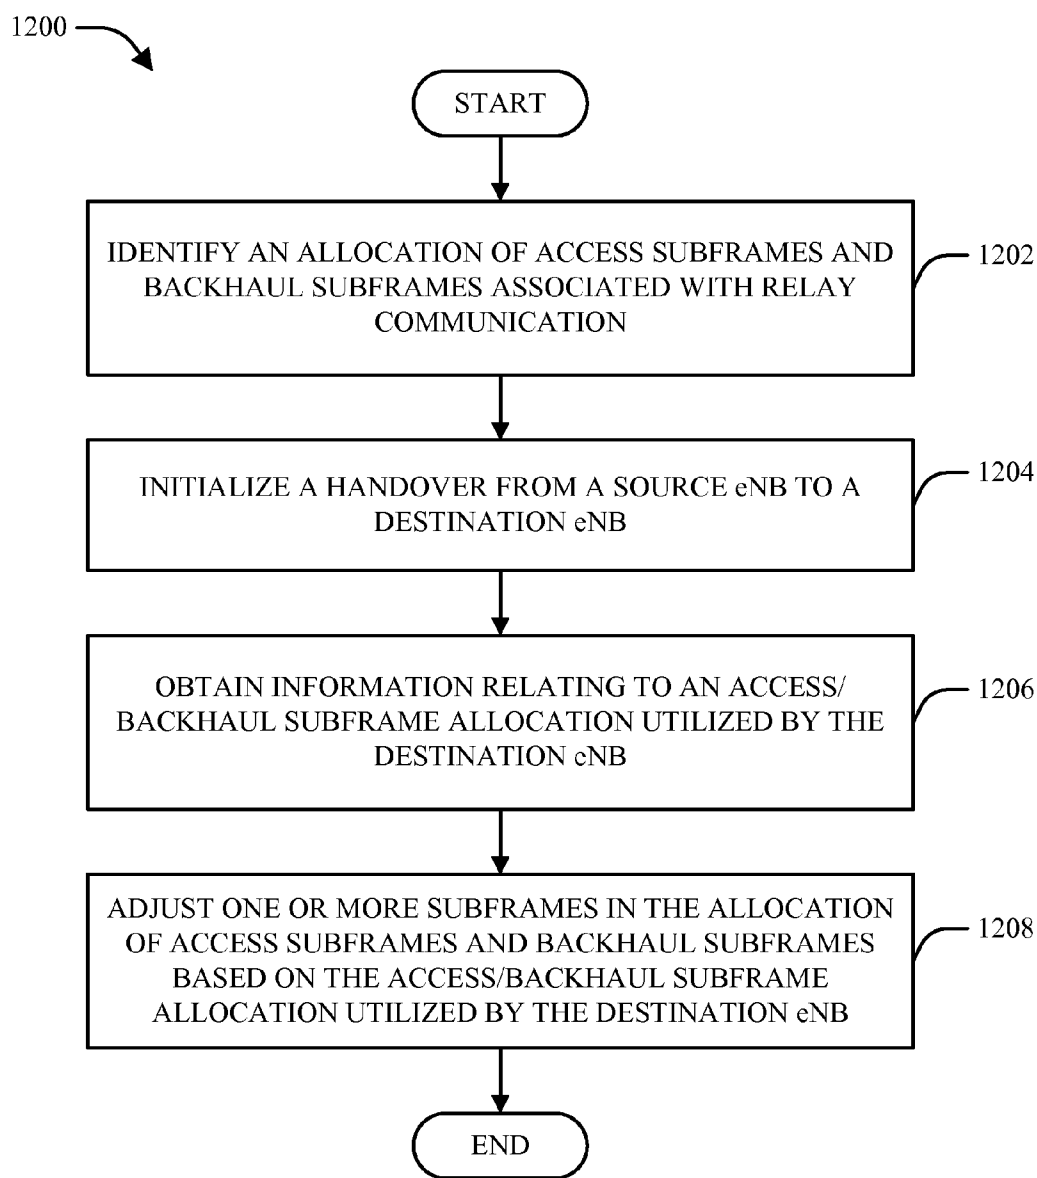 1200
START
IDENTIFY AN ALLOCATION OF ACCESS SUBFRAMES AND
BACKHAUL SUBFRAMES ASSOCIATED WITH RELAY
COMMUNICATION
1202
INITIALIZE A HANDOVER FROM A SOURCE eNB TO A
DESTINATION eNB
1204
OBTAIN INFORMATION RELATING TO AN ACCESS/
BACKHAUL SUBFRAME ALLOCATION UTILIZED BY THE
DESTINATION eNB
1206
ADJUST ONE OR MORE SUBFRAMES IN THE ALLOCATION
OF ACCESS SUBFRAMES AND BACKHAUL SUBFRAMES
BASED ON THE ACCESS/BACKHAUL SUBFRAME
ALLOCATION UTILIZED BY THE DESTINATION eNB
1208
END